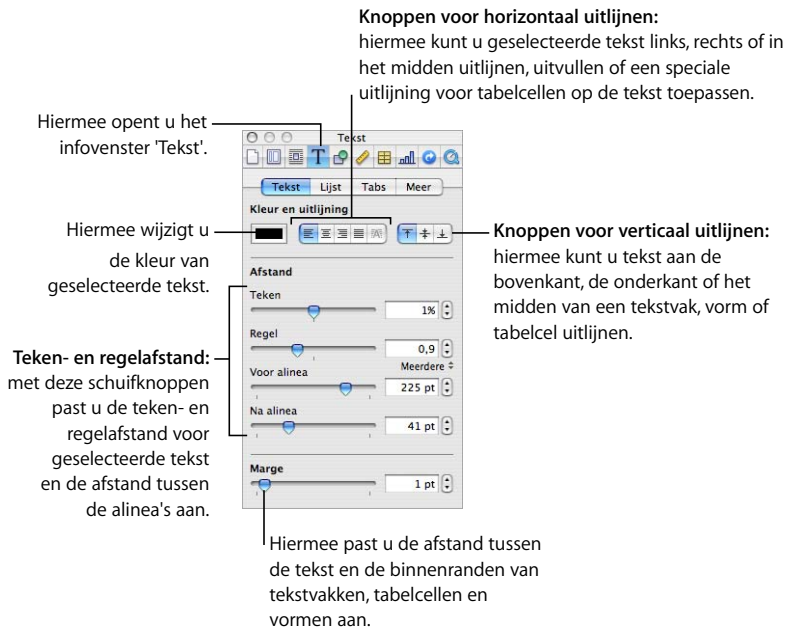 Knoppen voor horizontaal uitlijnen:
hiermee kunt u geselecteerde tekst links, rechts of in
het midden uitlijnen, uitvullen of een speciale
uitlijning voor tabelcellen op de tekst toepassen.
Hiermee opent u het
infovenster 'Tekst'.
Tekst
T
Tekst Lijst Tabs Meer
Kleur en uitlijning
Hiermee wijzigt u
de kleur van
geselecteerde tekst.
Knoppen voor verticaal uitlijnen:
hiermee kunt u tekst aan de
bovenkant, de onderkant of het
midden van een tekstvak, vorm of
tabelcel uitlijnen.
Afstand
Teken
1%
Regel
0,9
Meerdere
Voor alinea
225 pt
Na alinea
41 pt
Teken- en regelafstand:
met deze schuifknoppen
past u de teken- en
regelafstand voor
geselecteerde tekst
en de afstand tussen
de alinea's aan.
Marge
1 pt
Hiermee past u de afstand tussen
de tekst en de binnenranden van
tekstvakken, tabelcellen en
vormen aan.